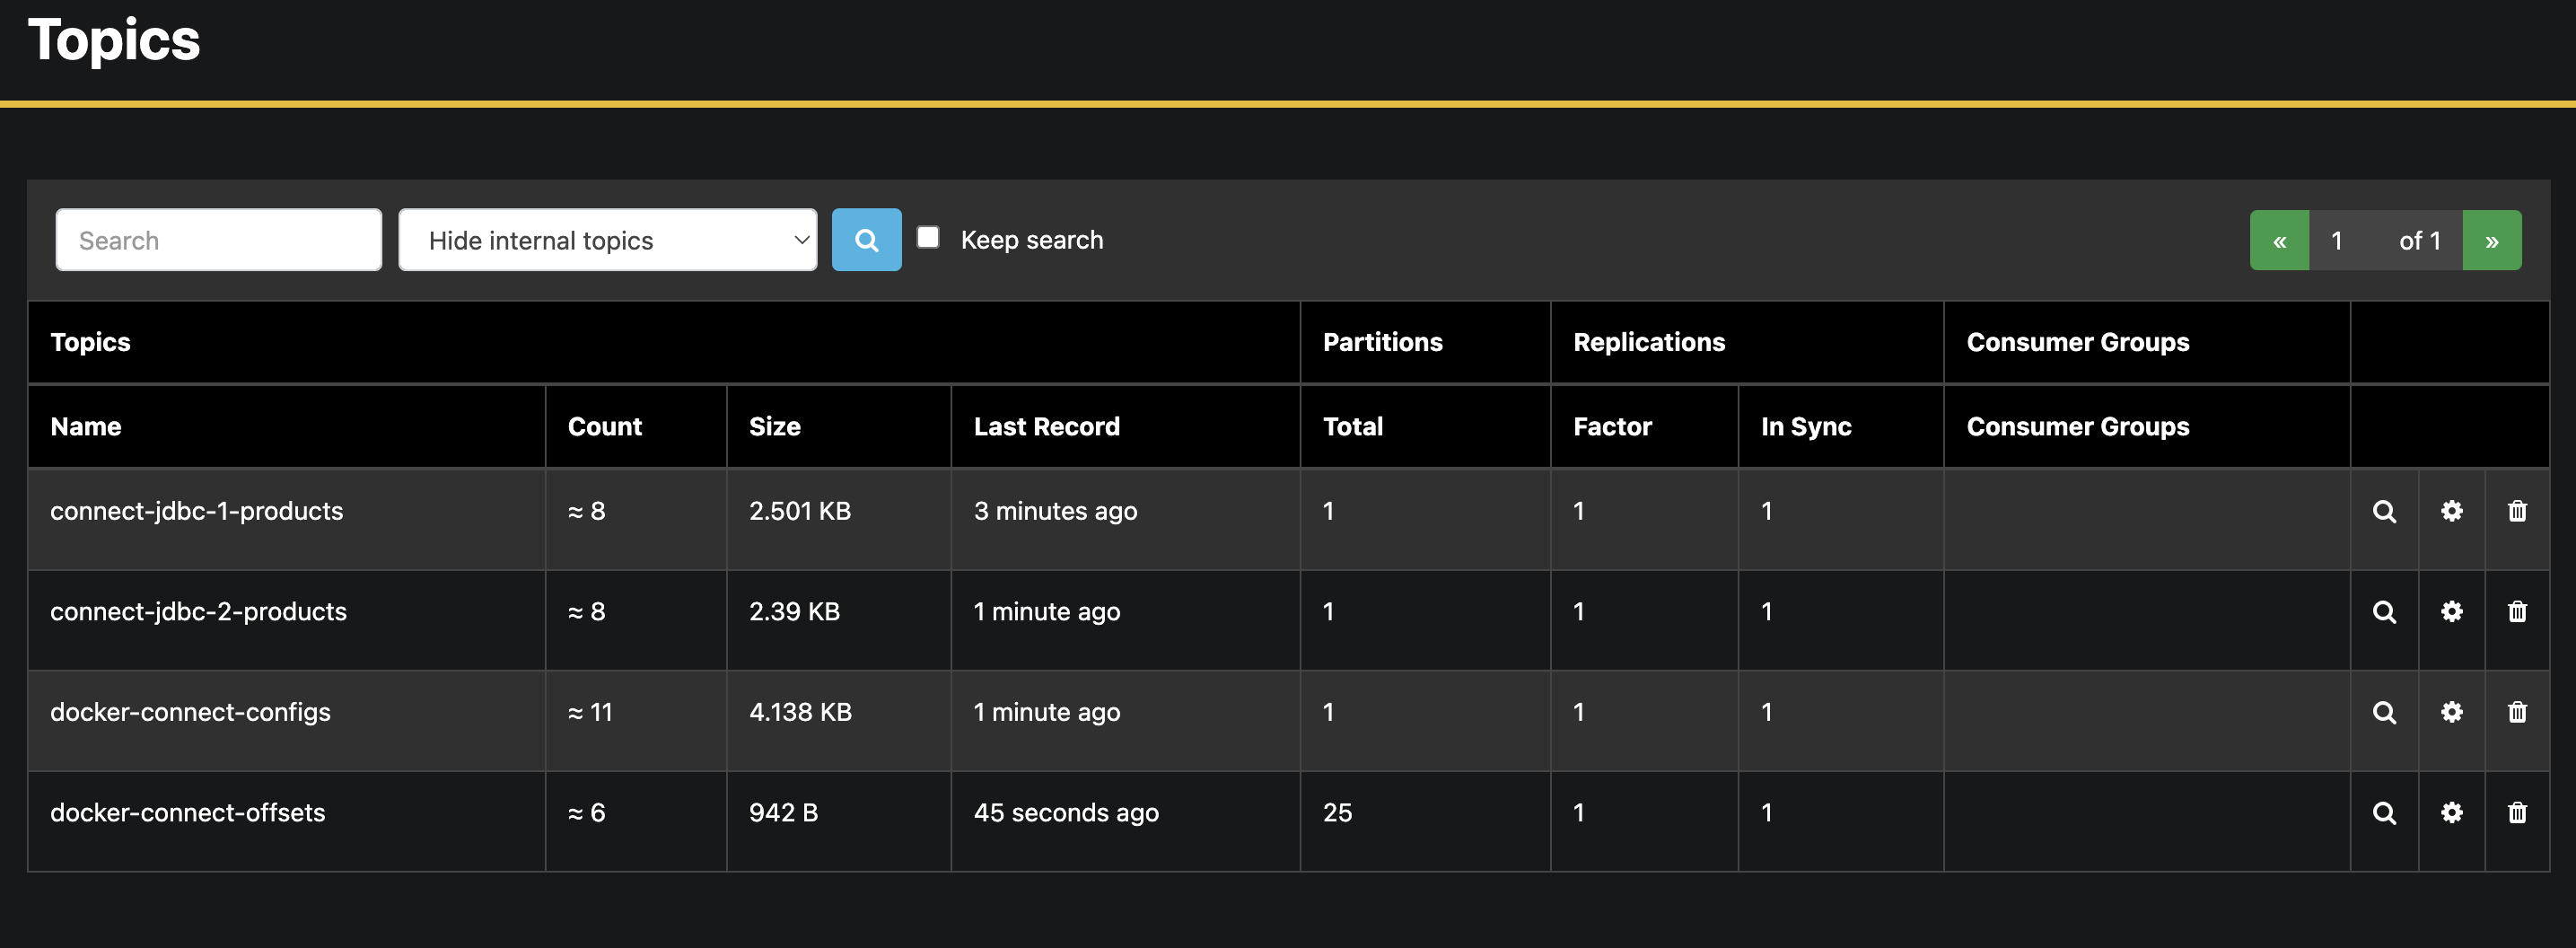 Topics
Search Hide internal topics Keep search « 1 of 1 »
Topics Partitions Replications Consumer Groups
Name Count Size Last Record Total Factor In Sync Consumer Groups
connect-jdbc-1-products ≈ 8 2.501 KB 3 minutes ago 1 1 1
connect-jdbc-2-products ≈ 8 2.39 KB 1 minute ago 1 1 1
docker-connect-configs ≈ 11 4.138 KB 1 minute ago 1 1 1
docker-connect-offsets ≈ 6 942 B 45 seconds ago 25 1 1